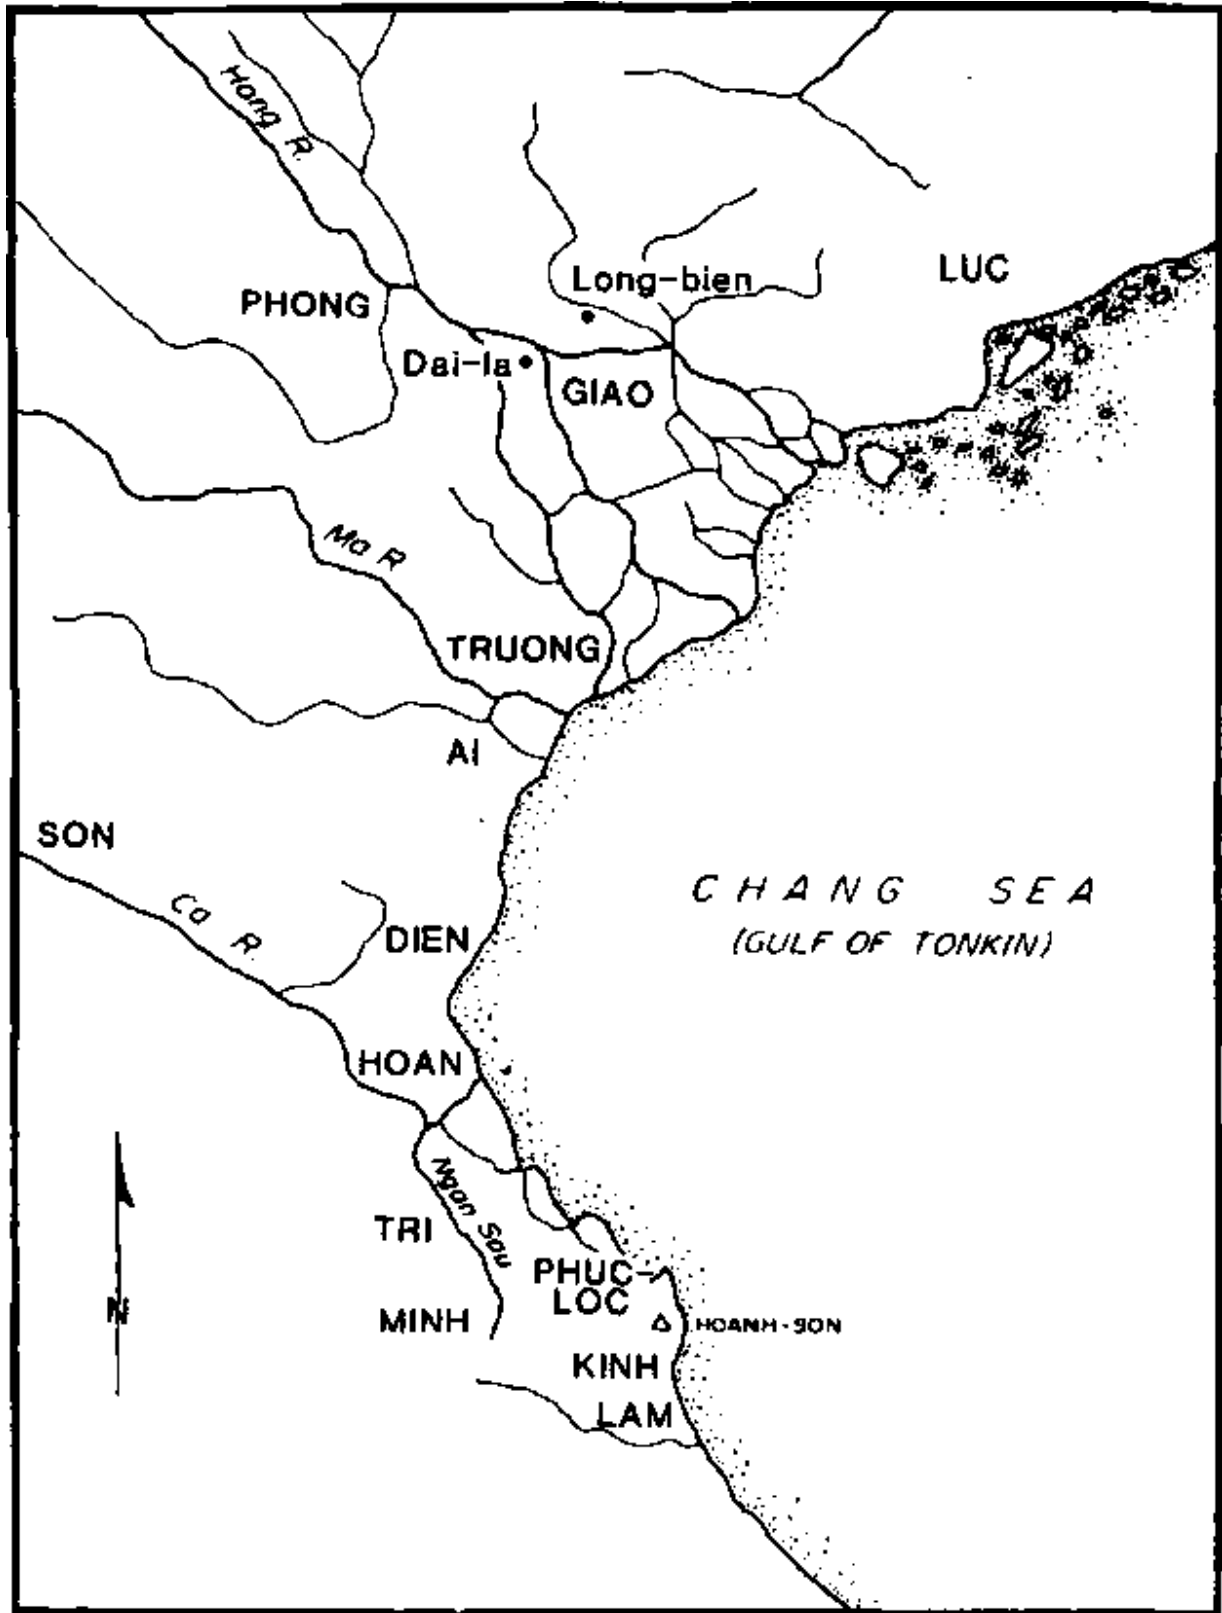 Hong R.
LUC
Long-bien
PHONG
Dai-la
GIAO
Ma R
TRUONG
AI
SON
CHANG SEA
(GULF OF TONKIN)
Ca R.
DIEN
HOAN
Ngan Sau
TRI
PHUC-
LOC
MINH
HOANH-SON
N
KINH
LAM